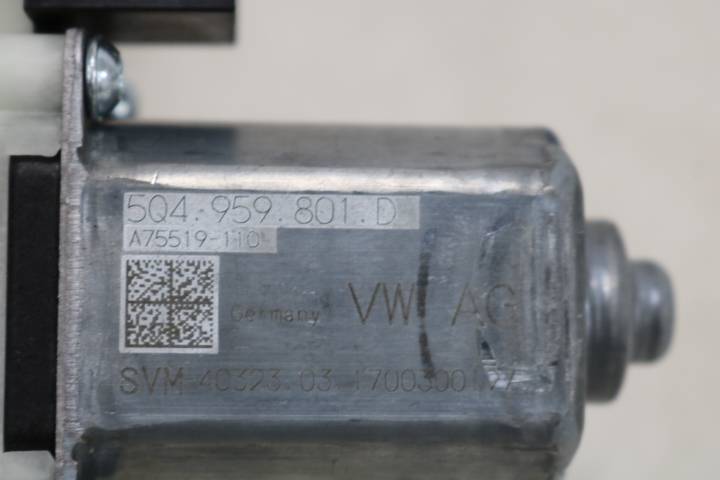 5Q4.959.801.D
A75519-110
Germany VW AG
SVM-40323.03